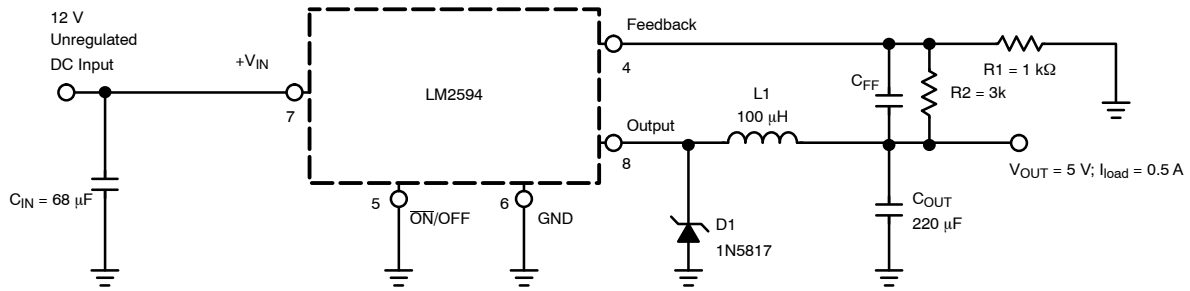 12 V
Unregulated
DC Input
+V_IN
7
LM2594
Feedback
4
C_FF
R2 = 3k
R1 = 1 kΩ
Output
8
L1
100 μH
V_OUT = 5 V; I_load = 0.5 A
C_IN = 68 μF
5
ON/OFF
6
GND
D1
1N5817
C_OUT
220 μF